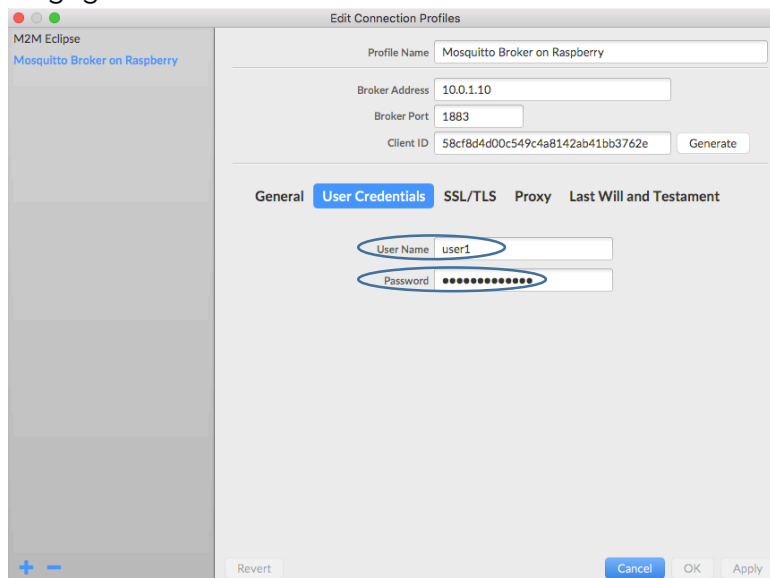 Edit Connection Profiles
M2M Eclipse
Mosquitto Broker on Raspberry
Profile Name Mosquitto Broker on Raspberry
Broker Address 10.0.1.10
Broker Port 1883
Client ID 58cf8d4d00c549c4a8142ab41bb3762e Generate
General User Credentials SSL/TLS Proxy Last Will and Testament
User Name user1
Password •••••••••••••
+ −
Revert Cancel OK Apply